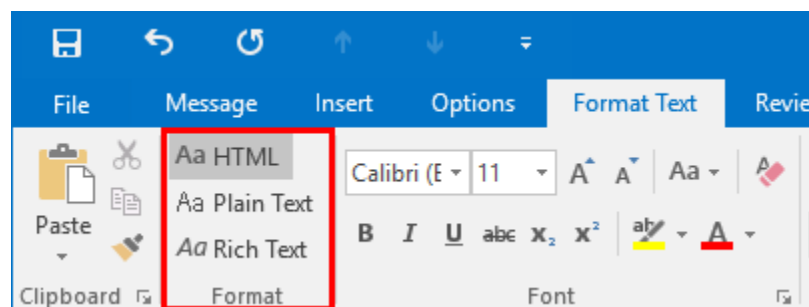 File Message Insert Options Format Text Revie
Aa HTML
Calibri (E 11 A A Aa
Aa Plain Text
Paste
B I U abc x₂ x² ab A
Aa Rich Text
Clipboard Format Font